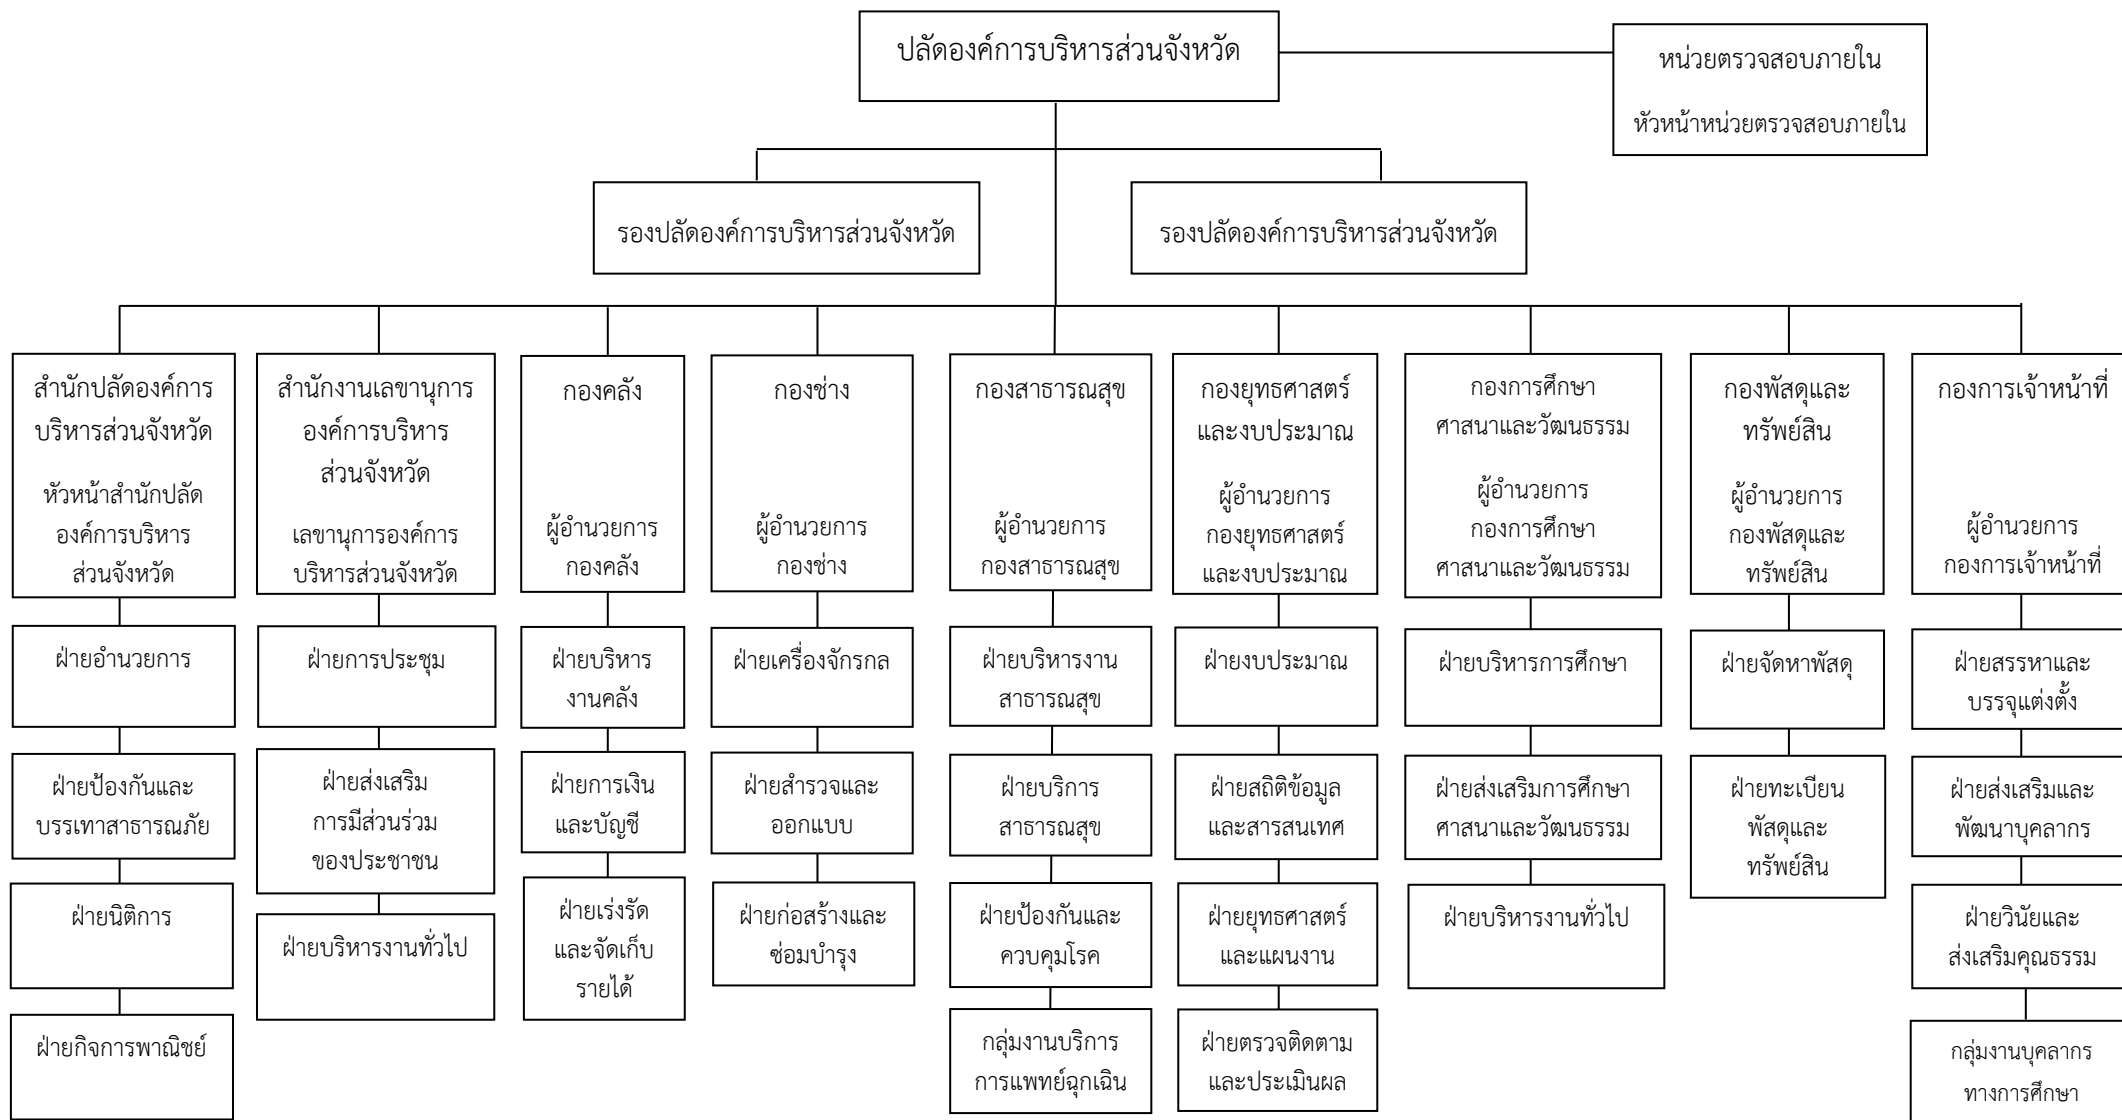 ปลัดองค์การบริหารส่วนจังหวัด
หน่วยตรวจสอบภายใน
หัวหน้าหน่วยตรวจสอบภายใน
รองปลัดองค์การบริหารส่วนจังหวัด
รองปลัดองค์การบริหารส่วนจังหวัด
สำนักปลัดองค์การ
บริหารส่วนจังหวัด
หัวหน้าสำนักปลัด
องค์การบริหาร
ส่วนจังหวัด
ฝ่ายอำนวยการ
ฝ่ายป้องกันและ
บรรเทาสาธารณภัย
ฝ่ายนิติการ
ฝ่ายกิจการพาณิชย์
สำนักงานเลขานุการ
องค์การบริหาร
ส่วนจังหวัด
เลขานุการองค์การ
บริหารส่วนจังหวัด
ฝ่ายการประชุม
ฝ่ายส่งเสริม
การมีส่วนร่วม
ของประชาชน
ฝ่ายบริหารงานทั่วไป
กองคลัง
ผู้อำนวยการ
กองคลัง
ฝ่ายบริหาร
งานคลัง
ฝ่ายการเงิน
และบัญชี
ฝ่ายเร่งรัด
และจัดเก็บ
รายได้
กองช่าง
ผู้อำนวยการ
กองช่าง
ฝ่ายเครื่องจักรกล
ฝ่ายสำรวจและ
ออกแบบ
ฝ่ายก่อสร้างและ
ซ่อมบำรุง
กองสาธารณสุข
ผู้อำนวยการ
กองสาธารณสุข
ฝ่ายบริหารงาน
สาธารณสุข
ฝ่ายบริการ
สาธารณสุข
ฝ่ายป้องกันและ
ควบคุมโรค
กลุ่มงานบริการ
การแพทย์ฉุกเฉิน
กองยุทธศาสตร์
และงบประมาณ
ผู้อำนวยการ
กองยุทธศาสตร์
และงบประมาณ
ฝ่ายงบประมาณ
ฝ่ายสถิติข้อมูล
และสารสนเทศ
ฝ่ายยุทธศาสตร์
และแผนงาน
ฝ่ายตรวจติดตาม
และประเมินผล
กองการศึกษา
ศาสนาและวัฒนธรรม
ผู้อำนวยการ
กองการศึกษา
ศาสนาและวัฒนธรรม
ฝ่ายบริหารการศึกษา
ฝ่ายส่งเสริมการศึกษา
ศาสนาและวัฒนธรรม
ฝ่ายบริหารงานทั่วไป
กองพัสดุและ
ทรัพย์สิน
ผู้อำนวยการ
กองพัสดุและ
ทรัพย์สิน
ฝ่ายจัดหาพัสดุ
ฝ่ายทะเบียน
พัสดุและ
ทรัพย์สิน
กองการเจ้าหน้าที่
ผู้อำนวยการ
กองการเจ้าหน้าที่
ฝ่ายสรรหาและ
บรรจุแต่งตั้ง
ฝ่ายส่งเสริมและ
พัฒนาบุคลากร
ฝ่ายวินัยและ
ส่งเสริมคุณธรรม
กลุ่มงานบุคลากร
ทางการศึกษา